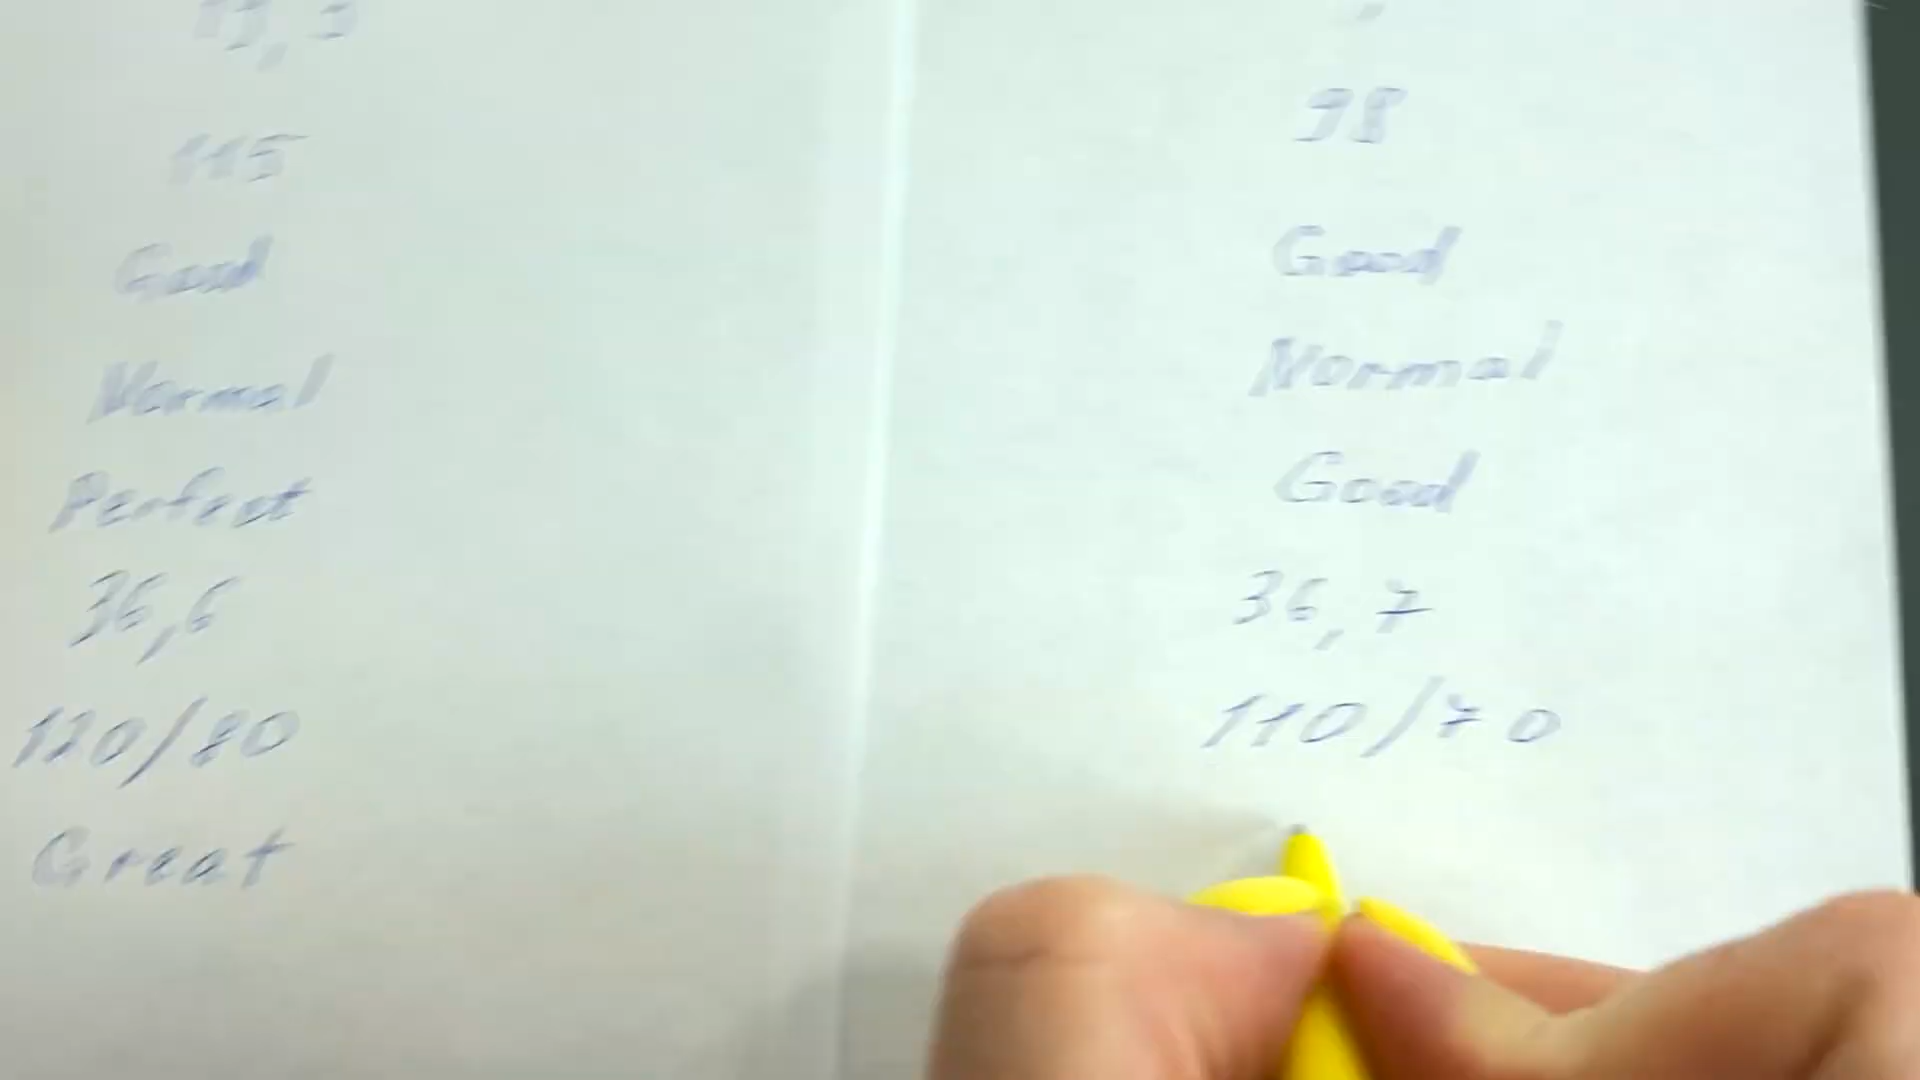 115
Good
Normal
Perfect
36,6
120/80
Great
98
Good
Normal
Good
36,7
110/70